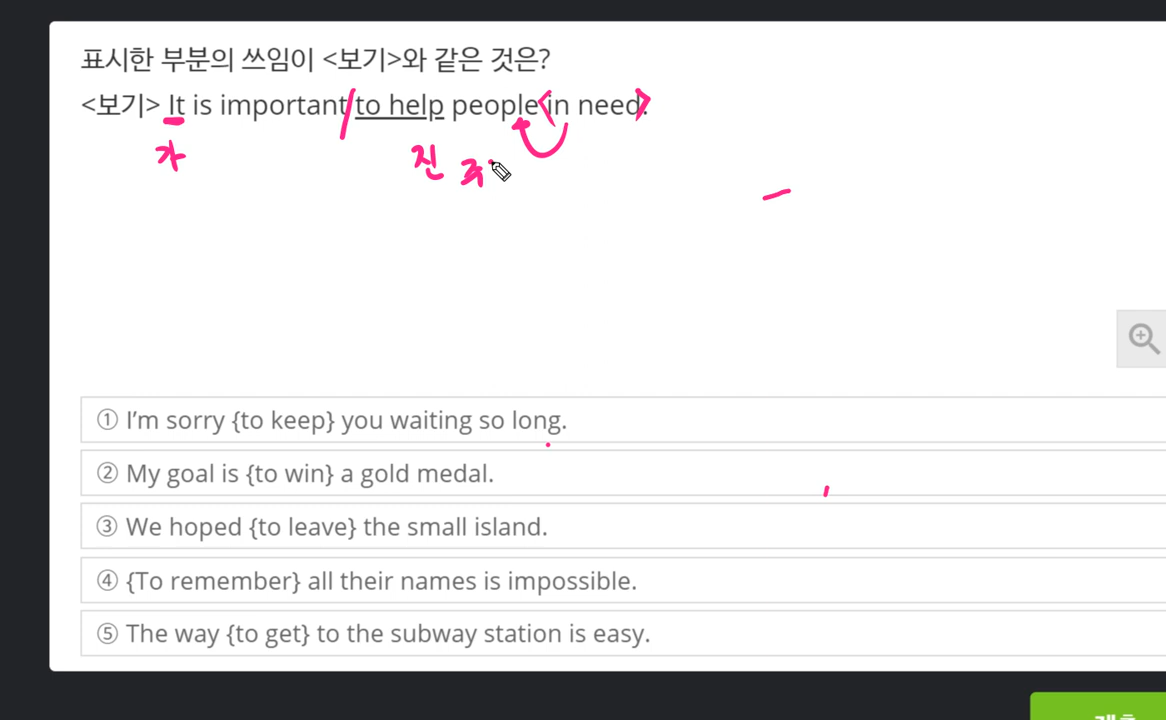 표시한 부분의 쓰임이 <보기>와 같은 것은?
<보기> It is important to help people in need.
가 진 주
① I’m sorry {to keep} you waiting so long.
② My goal is {to win} a gold medal.
③ We hoped {to leave} the small island.
④ {To remember} all their names is impossible.
⑤ The way {to get} to the subway station is easy.